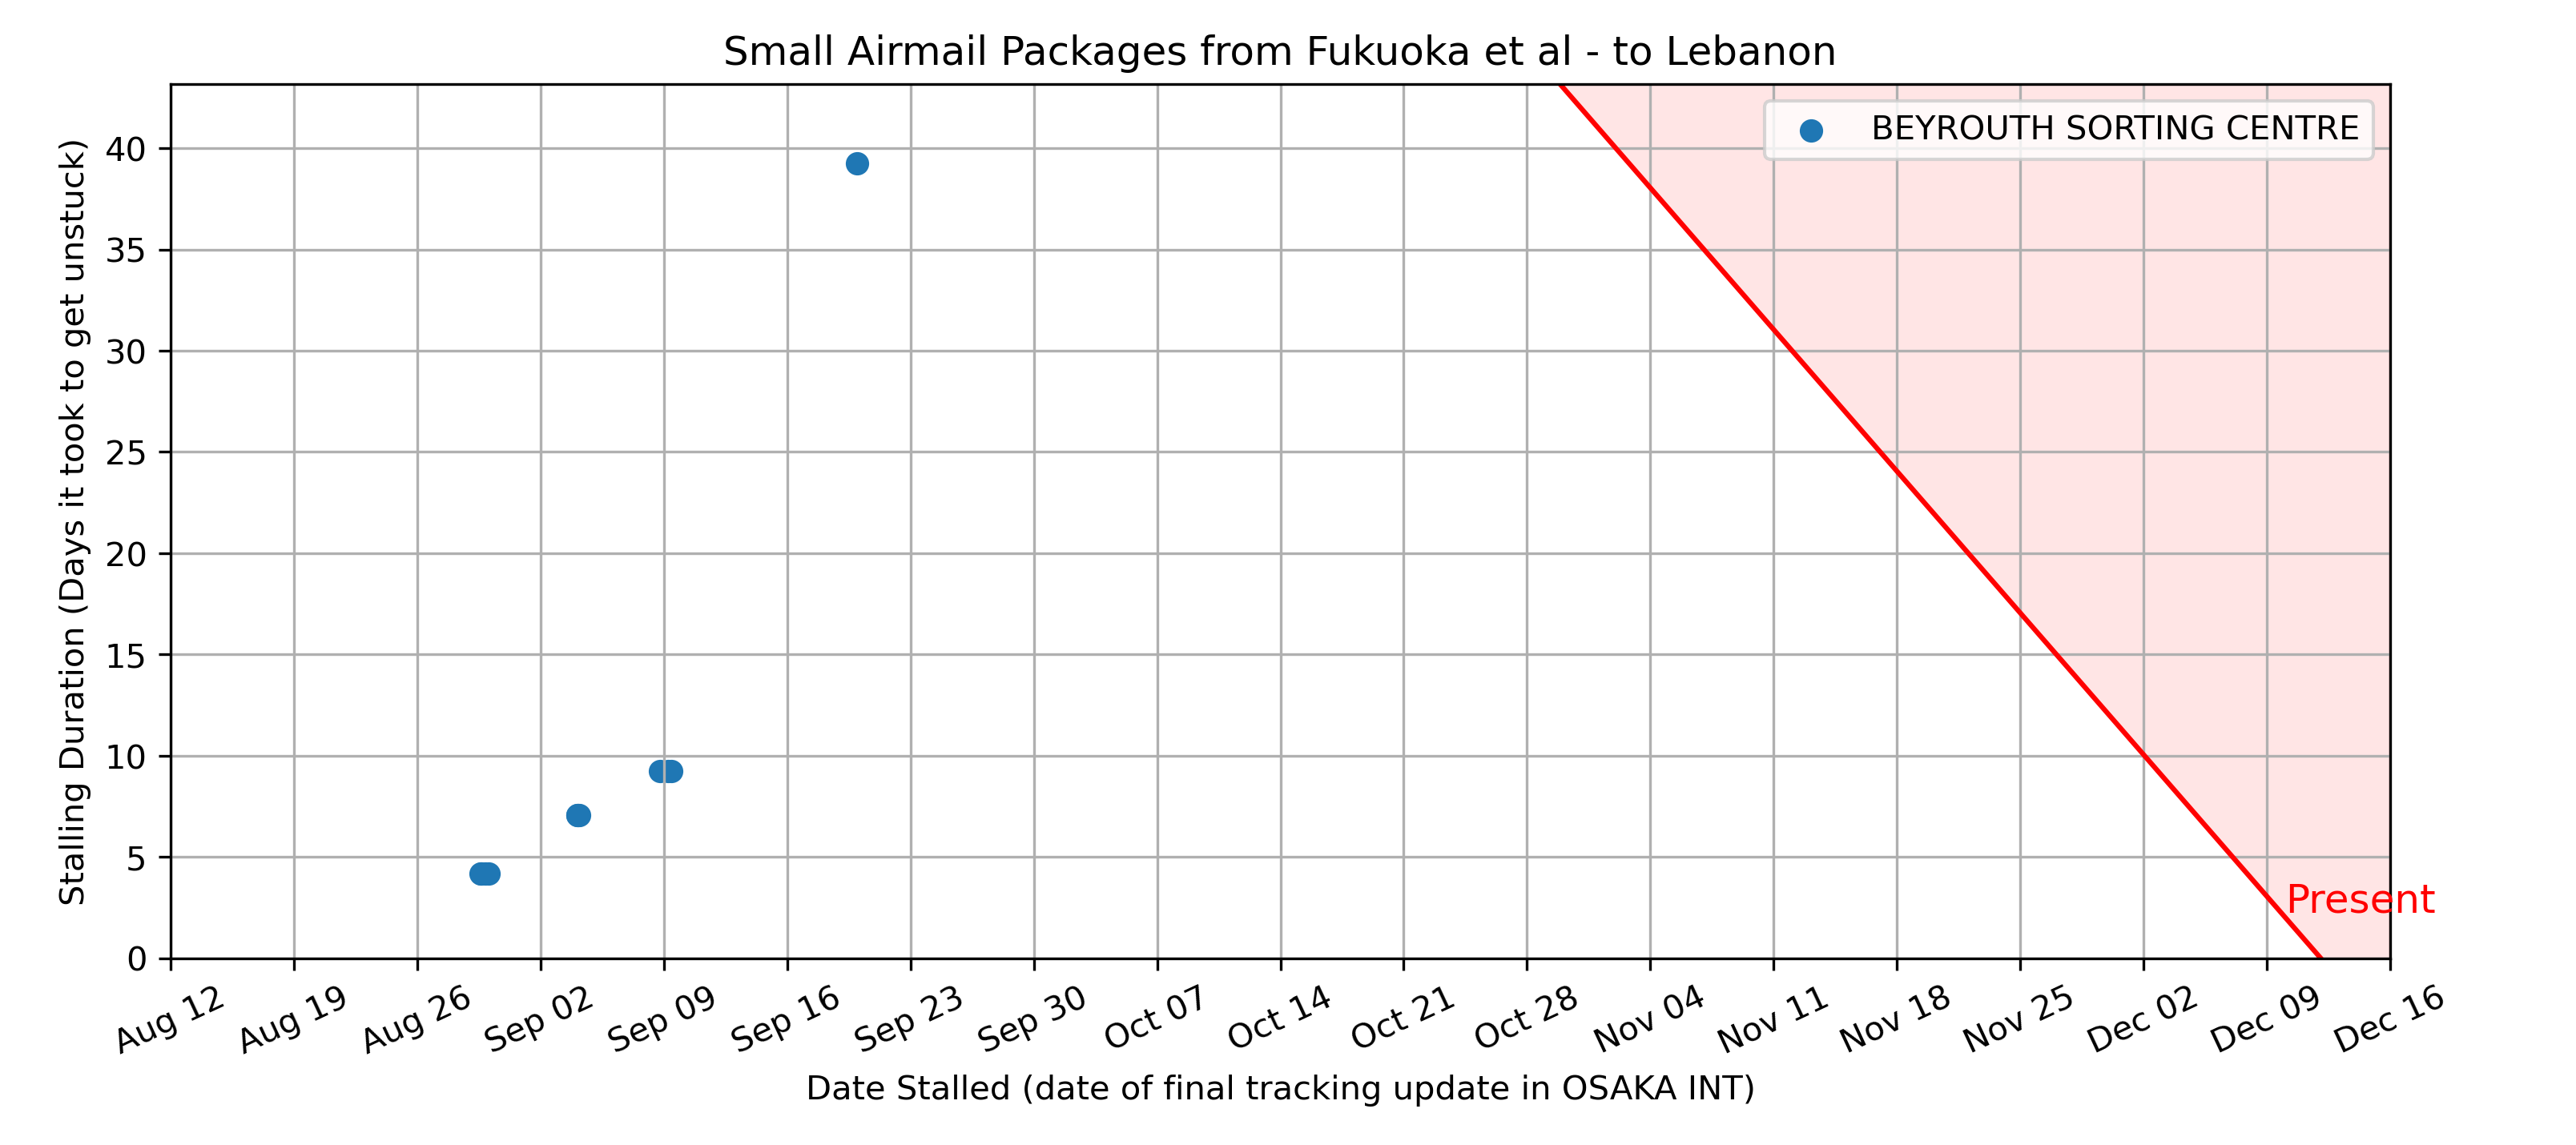 Small Airmail Packages from Fukuoka et al - to Lebanon
BEYROUTH SORTING CENTRE
Stalling Duration (Days it took to get unstuck)
40
35
30
25
20
15
10
5
0
Present
Aug 12
Aug 19
Aug 26
Sep 02
Sep 09
Sep 16
Sep 23
Sep 30
Oct 07
Oct 14
Oct 21
Oct 28
Nov 04
Nov 11
Nov 18
Nov 25
Dec 02
Dec 09
Dec 16
Date Stalled (date of final tracking update in OSAKA INT)